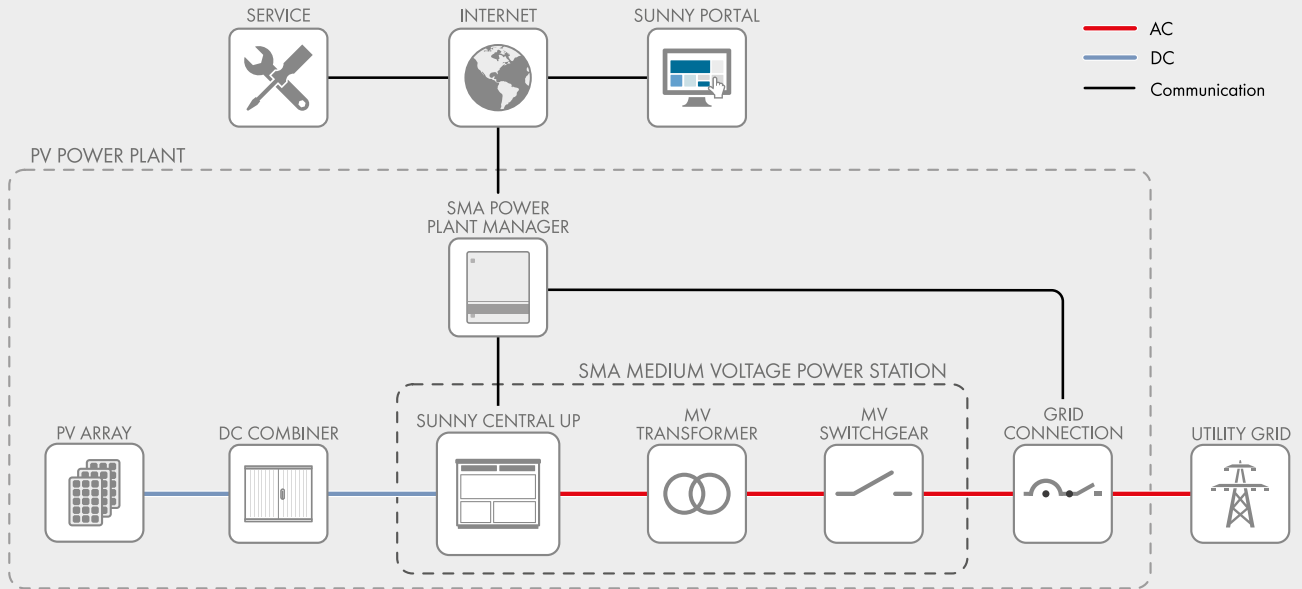 SERVICE
INTERNET
SUNNY PORTAL
AC
DC
Communication
PV POWER PLANT
SMA POWER
PLANT MANAGER
SMA MEDIUM VOLTAGE POWER STATION
PV ARRAY
DC COMBINER
SUNNY CENTRAL UP
MV
TRANSFORMER
MV
SWITCHGEAR
GRID
CONNECTION
UTILITY GRID